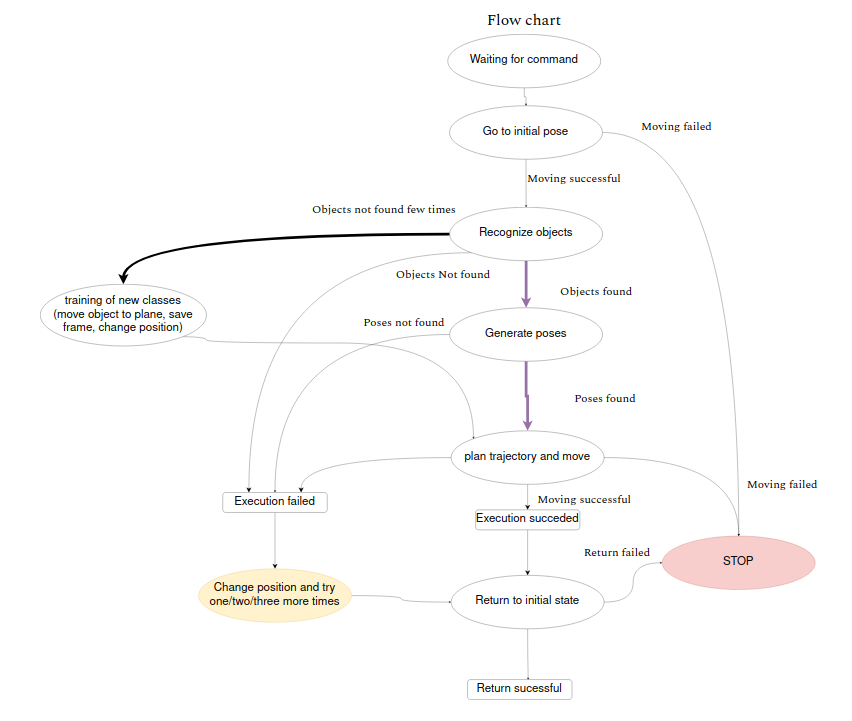 Flow chart
Waiting for command
Go to initial pose
Moving failed
Moving successful
Objects not found few times
Recognize objects
Objects Not found
Objects found
training of new classes
(move object to plane, save
frame, change position)
Poses not found
Generate poses
Poses found
plan trajectory and move
Moving failed
Execution failed
Moving successful
Execution succeded
Return failed
STOP
Change position and try
one/two/three more times
Return to initial state
Return sucessful